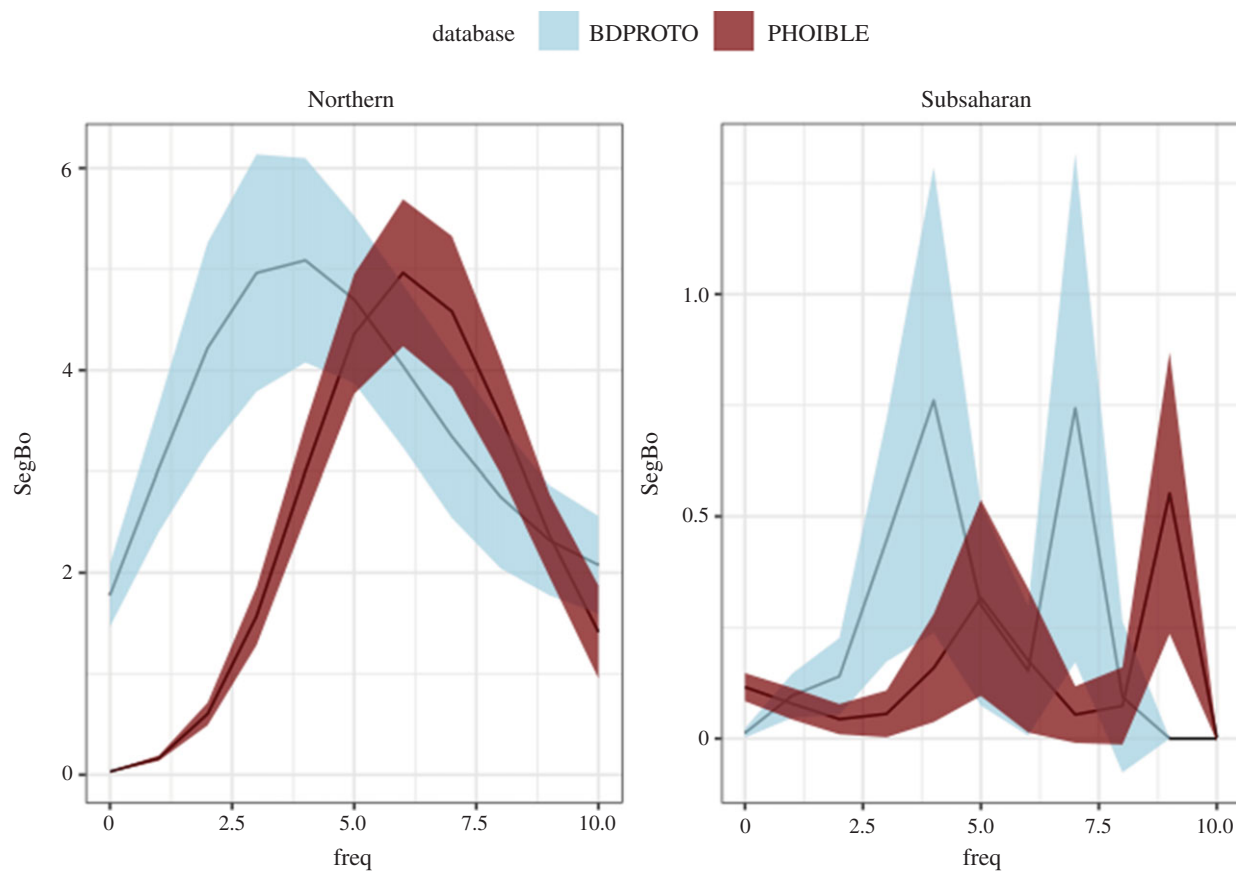 database BDPROTO PHOIBLE
Northern
6
4
2
0
SegBo
0 2.5 5.0 7.5 10.0
freq
Subsaharan
1.0
0.5
0
SegBo
0 2.5 5.0 7.5 10.0
freq